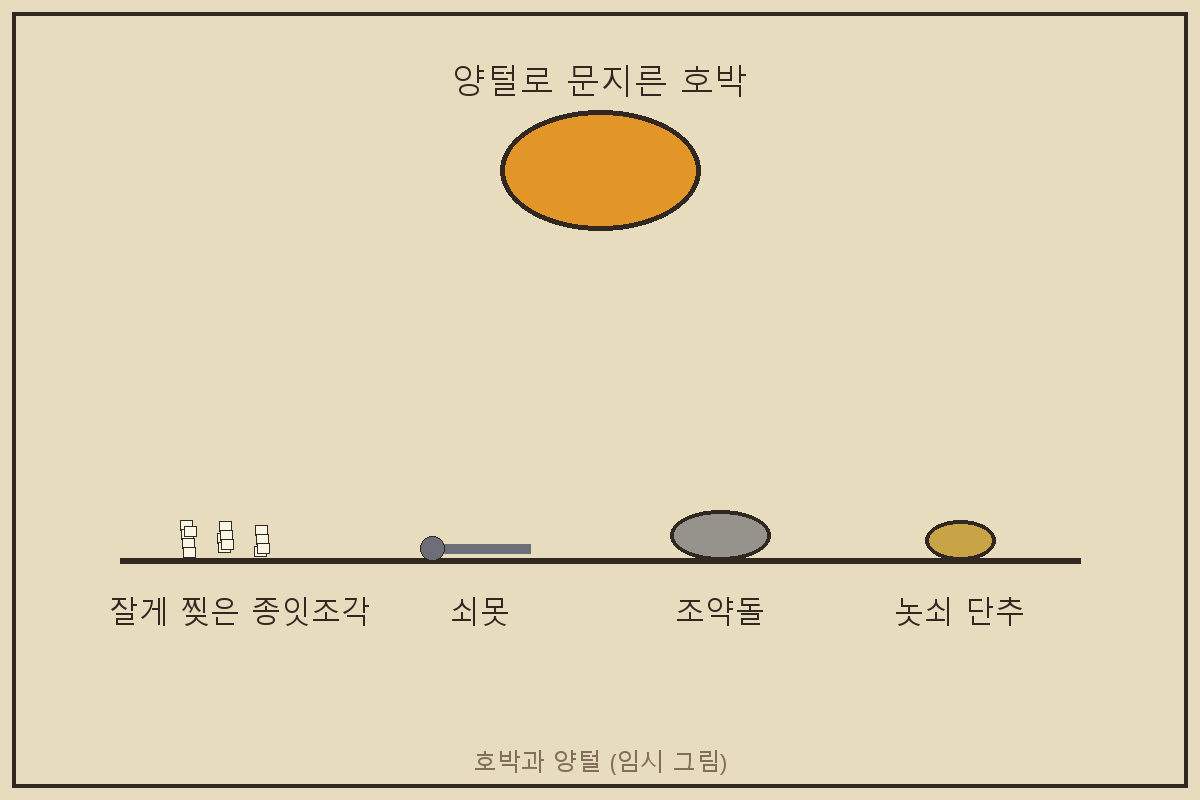 양털로 문지른 호박
잘게 찢은 종잇조각
쇠못
조약돌
놋쇠 단추
호박과 양털 (임시 그림)